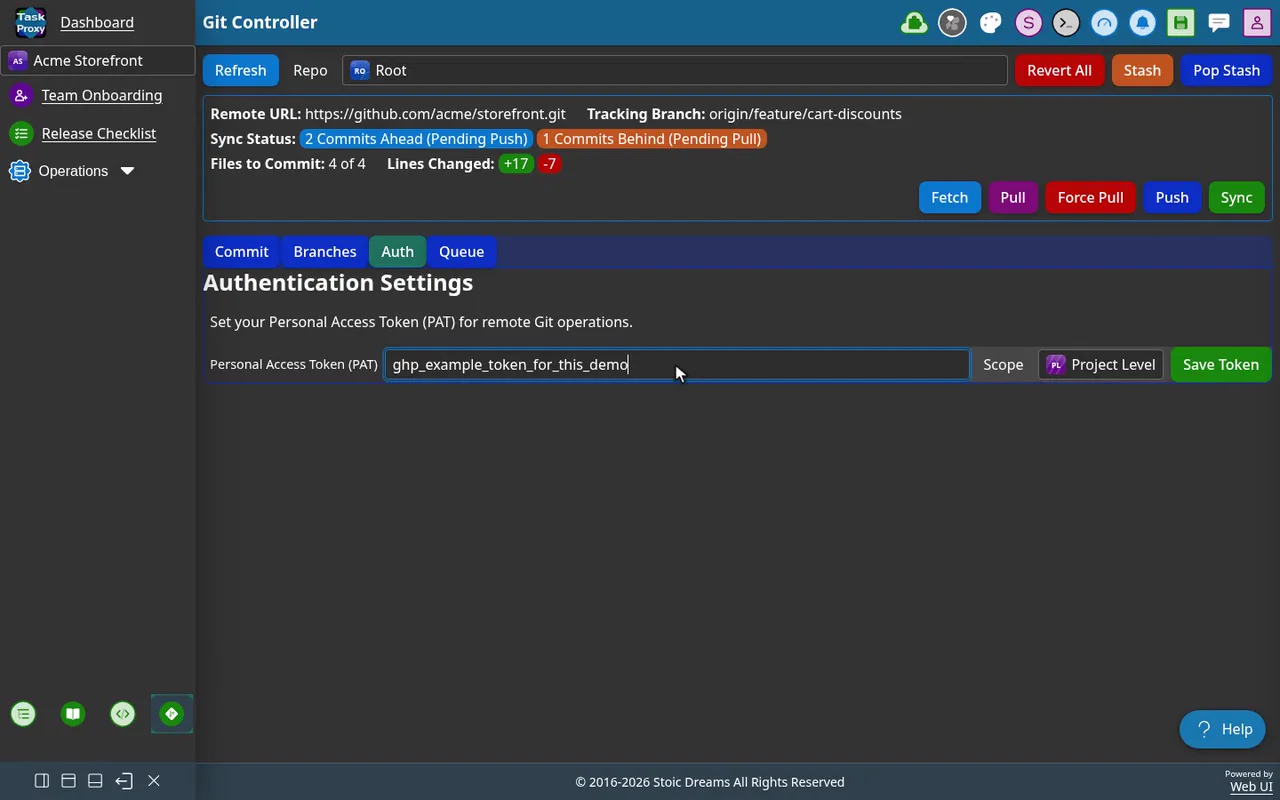 Task
Proxy
Dashboard
Git Controller
S
AS Acme Storefront
Team Onboarding
Release Checklist
Operations
Refresh
Repo
RO Root
Revert All
Stash
Pop Stash
Remote URL: https://github.com/acme/storefront.git Tracking Branch: origin/feature/cart-discounts
Sync Status: 2 Commits Ahead (Pending Push) 1 Commits Behind (Pending Pull)
Files to Commit: 4 of 4 Lines Changed: +17 -7
Fetch
Pull
Force Pull
Push
Sync
Commit
Branches
Auth
Queue
Authentication Settings
Set your Personal Access Token (PAT) for remote Git operations.
Personal Access Token (PAT) ghp_example_token_for_this_demo Scope PL Project Level Save Token
? Help
© 2016-2026 Stoic Dreams All Rights Reserved
Powered by
Web UI